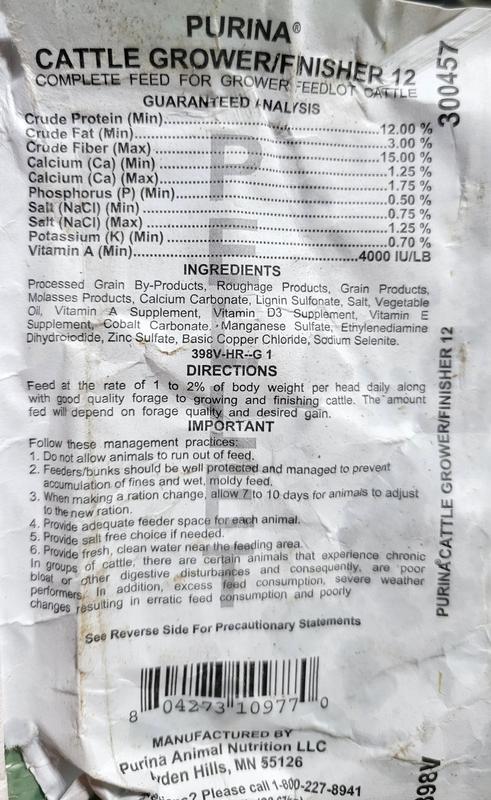 PURINA®
CATTLE GROWER/FINISHER 12
COMPLETE FEED FOR GROWER FEEDLOT CATTLE
GUARANTEED ANALYSIS
Crude Protein (Min)...12.00 %
Crude Fat (Min)...3.00 %
Crude Fiber (Max)...15.00 %
Calcium (Ca) (Min)...1.25 %
Calcium (Ca) (Max)...1.75 %
Phosphorus (P) (Min)...0.50 %
Salt (NaCl) (Min)...0.75 %
Salt (NaCl) (Max)...1.25 %
Potassium (K) (Min)...0.70 %
Vitamin A (Min)...4000 IU/LB
INGREDIENTS
Processed Grain By-Products, Roughage Products, Grain Products,
Molasses Products, Calcium Carbonate, Lignin Sulfonate, Salt, Vegetable
Oil, Vitamin A Supplement, Vitamin D3 Supplement, Vitamin E
Supplement, Cobalt Carbonate, Manganese Sulfate, Ethylenediamine
Dihydroiodide, Zinc Sulfate, Basic Copper Chloride, Sodium Selenite.
398V-HR--G 1
DIRECTIONS
Feed at the rate of 1 to 2% of body weight per head daily along
with good quality forage to growing and finishing cattle. The amount
fed will depend on forage quality and desired gain.
IMPORTANT
Follow these management practices:
1. Do not allow animals to run out of feed.
2. Feeders/bunks should be well protected and managed to prevent
accumulation of fines and wet, moldy feed.
3. When making a ration change, allow 7 to 10 days for animals to adjust
to the new ration.
4. Provide adequate feeder space for each animal.
5. Provide salt free choice if needed.
6. Provide fresh, clean water near the feeding area.
In groups of cattle, there are certain animals that experience chronic
bloat or other digestive disturbances and consequently, are poor
performers. In addition, excess feed consumption, severe weather
changes resulting in erratic feed consumption and poorly
See Reverse Side For Precautionary Statements
8 04273 10977 0
MANUFACTURED BY
Purina Animal Nutrition LLC
rden Hills, MN 55126
? Please call 1-800-227-8941
300457
PURINA CATTLE GROWER/FINISHER 12
98V